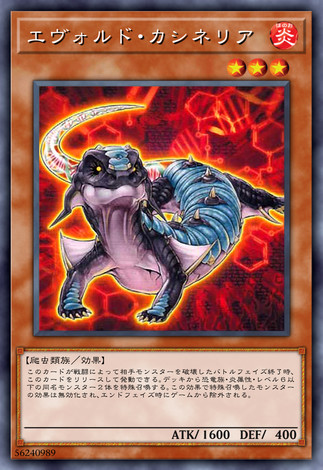 エヴォルド・カシネリア
炎
【爬虫類族／効果】
このカードが戦闘によって相手モンスターを破壊したバトルフェイズ終了時、
このカードをリリースして発動できる。デッキから恐竜族・炎属性・レベル６以
下の同名モンスター２体を特殊召喚する。この効果で特殊召喚したモンスター
の効果は無効化され、エンドフェイズ時にゲームから除外される。
ATK/ 1600 DEF/ 400
56240989